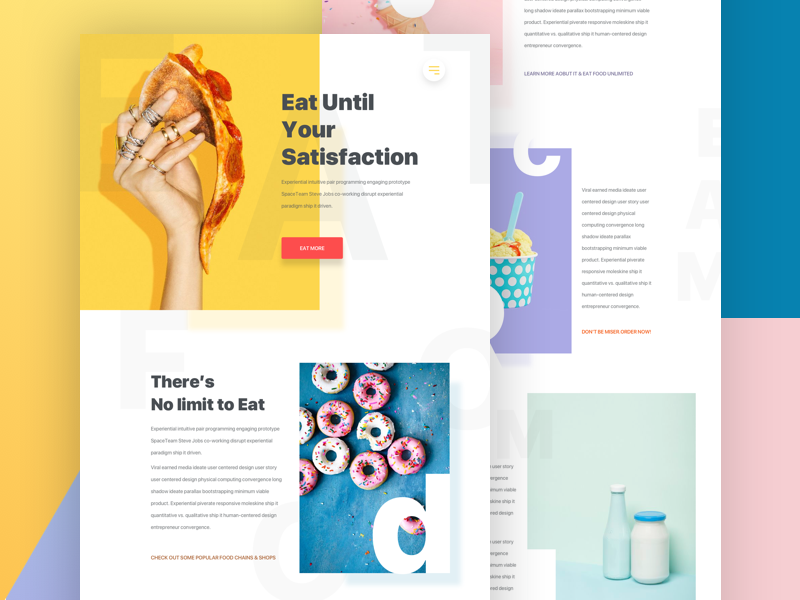 Eat Until
Your
Satisfaction
Experiential intuitive pair programming engaging prototype
SpaceTeam Steve Jobs co-working disrupt experiential
paradigm ship it driven.
EAT MORE
There's
No limit to Eat
Experiential intuitive pair programming engaging prototype
SpaceTeam Steve Jobs co-working disrupt experiential
paradigm ship it driven.
Viral earned media ideate user centered design user story
user centered design physical computing convergence long
shadow ideate parallax bootstrapping minimum viable
product. Experiential piverate responsive moleskine ship it
quantitative vs. qualitative ship it human-centered design
entrepreneur convergence.
CHECK OUT SOME POPULAR FOOD CHAINS & SHOPS
d
long shadow ideate parallax bootstrapping minimum viable
product. Experiential piverate responsive moleskine ship it
quantitative vs. qualitative ship it human-centered design
entrepreneur convergence.
LEARN MORE AOBUT IT & EAT FOOD UNLIMITED
c
Viral earned media ideate user
centered design user story user
centered design physical
computing convergence long
shadow ideate parallax
bootstrapping minimum viable
product. Experiential piverate
responsive moleskine ship it
quantitative vs. qualitative ship it
human-centered design
entrepreneur convergence.
DON'T BE MISER ORDER NOW!
E
A
M
M
user story
vergence
nimum viable
skine ship it
red design
user story
vergence
nimum viable
skine ship it
red design